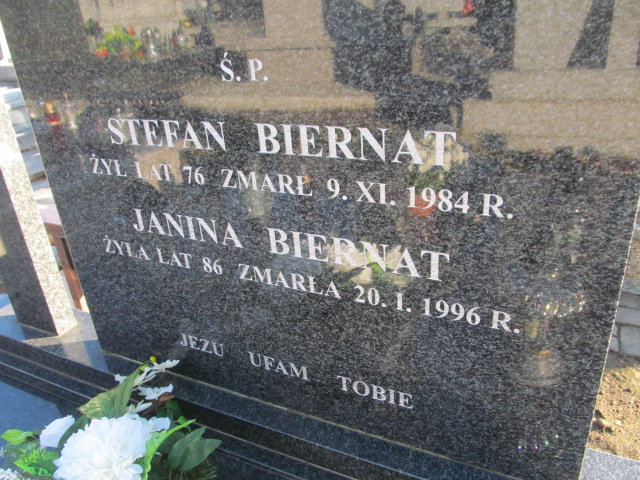 Ś.P.
STEFAN BIERNAT
ŻYŁ LAT 76 ZMARŁ 9. XI. 1984 R.
JANINA BIERNAT
ŻYŁA LAT 86 ZMARŁA 20. I. 1996 R.
JEZU UFAM TOBIE